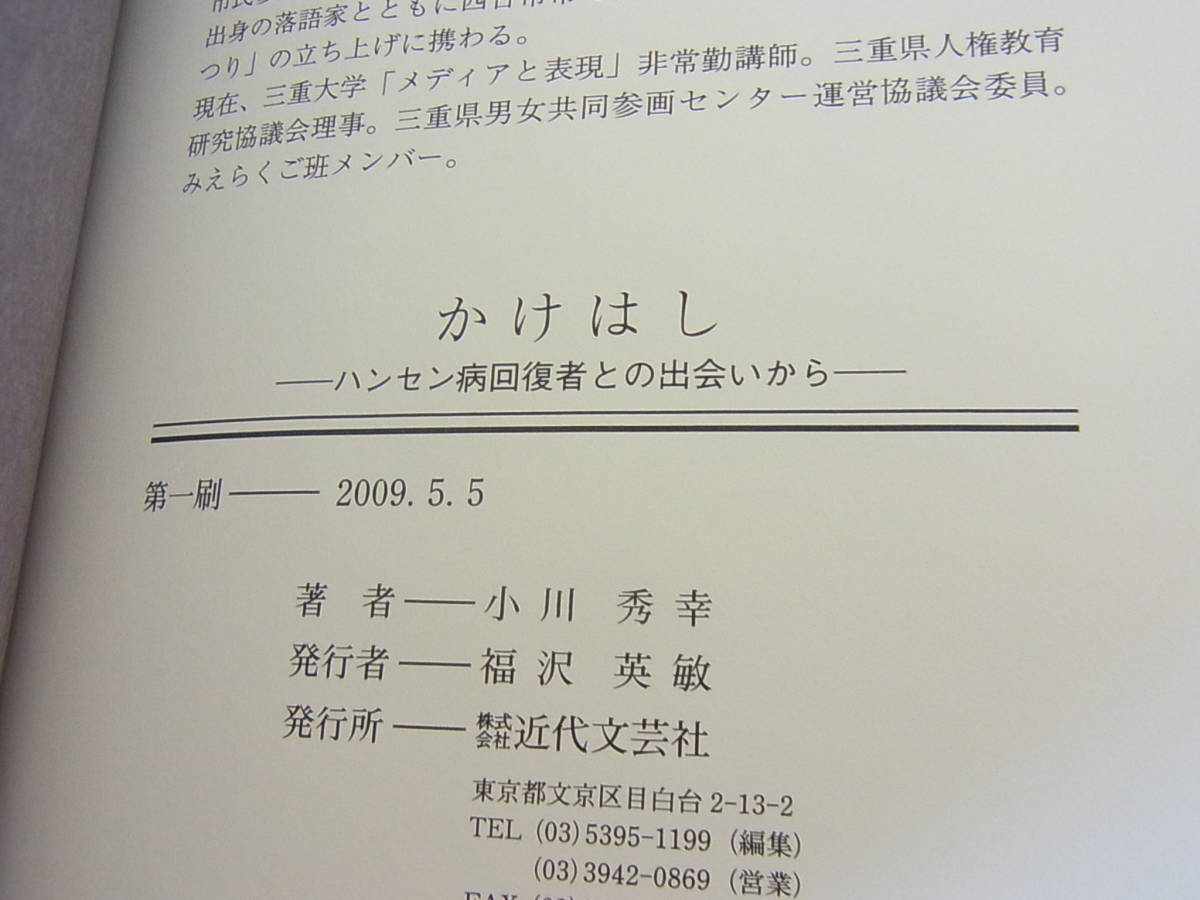 出身の落語家とともに四日市市
つり」の立ち上げに携わる。
現在、三重大学「メディアと表現」非常勤講師。三重県人権教育
研究協議会理事。三重県男女共同参画センター運営協議会委員。
みえらくご班メンバー。
かけはし
——ハンセン病回復者との出会いから——
第一刷—— 2009.5.5
著 者——小 川 秀 幸
発行者——福 沢 英 敏
発行所——株式会社近代文芸社
東京都文京区目白台2-13-2
TEL (03)5395-1199 (編集)
(03)3942-0869 (営業)
FAX